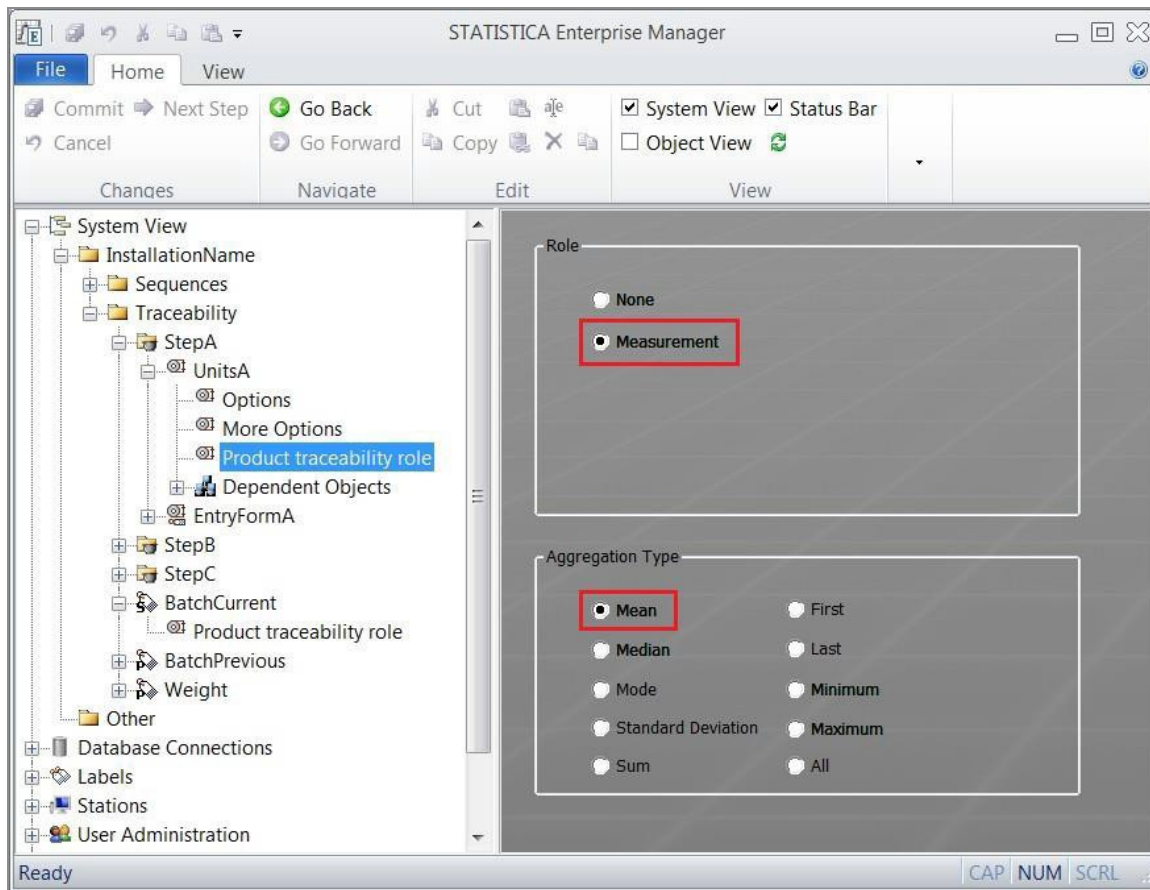 STATISTICA Enterprise Manager
File Home View
Commit Next Step Go Back Cut System View Status Bar
Cancel Go Forward Copy Object View
Changes Navigate Edit View
System View
InstallationName
Sequences
Traceability
StepA
UnitsA
Options
More Options
Product traceability role
Dependent Objects
EntryFormA
StepB
StepC
BatchCurrent
Product traceability role
BatchPrevious
Weight
Other
Database Connections
Labels
Stations
User Administration
Role
None
Measurement
Aggregation Type
Mean First
Median Last
Mode Minimum
Standard Deviation Maximum
Sum All
Ready CAP NUM SCRL